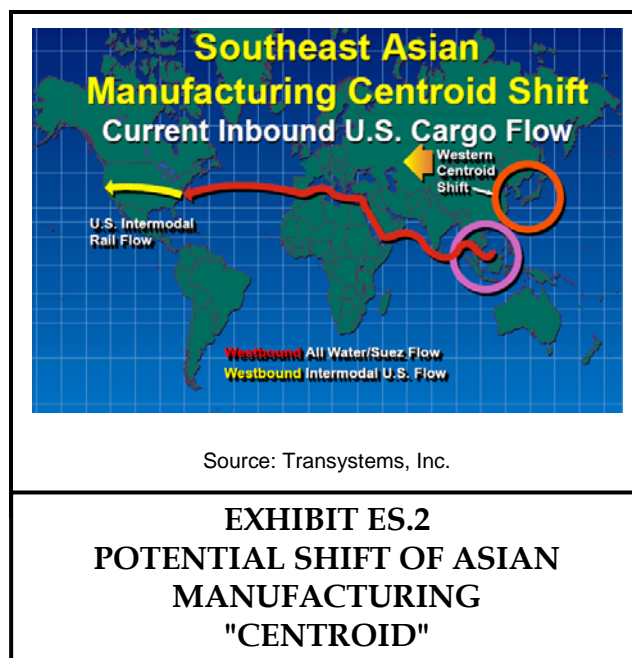 Southeast Asian
Manufacturing Centroid Shift
Current Inbound U.S. Cargo Flow
Western
Centroid
Shift
U.S. Intermodal
Rail Flow
Westbound All Water/Suez Flow
Westbound Intermodal U.S. Flow
Source: Transystems, Inc.
EXHIBIT ES.2
POTENTIAL SHIFT OF ASIAN
MANUFACTURING
"CENTROID"